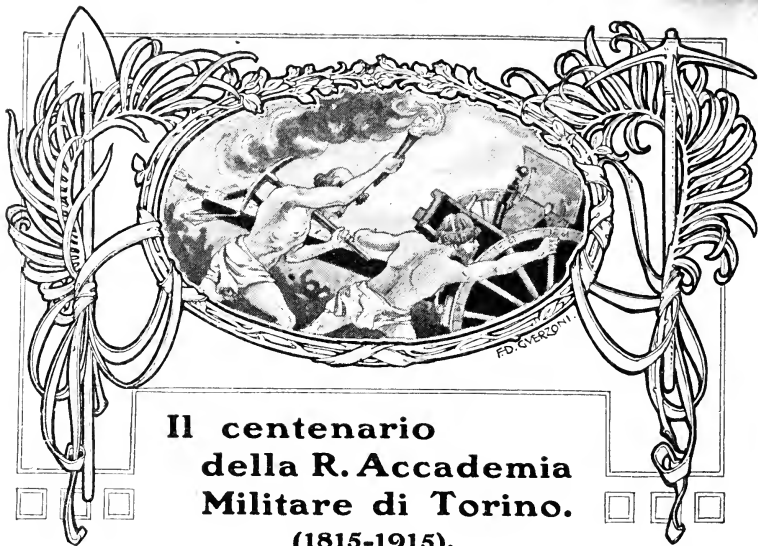 F.D. GVERZONI.
Il centenario
della R. Accademia
Militare di Torino.
(1815-1915).